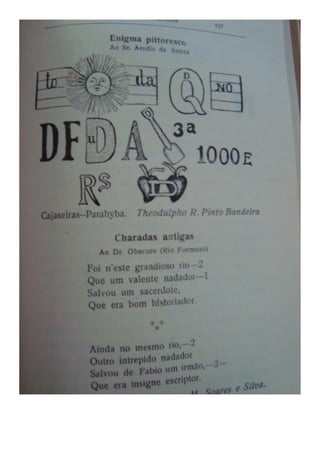 127
Enigma pittoresco
Ao Sr. Aredio de Souza
to da D Q NO
DF u D A 3a 1000 E
RS
Cajaseiras--Parahyba. Theodulpho R. Pinto Bandeira
Charadas antigas
Ao Dr. Obscuro (Rio Formoso)
Foi n'este grandioso rio—2
Que um valente nadador—1
Salvou um sacerdote,
Que era bom historiador.
* * *
Ainda no mesmo rio,—2
Outro intrepido nadador
Salvou de Fabio um irmão,—2—
Que era insigne escriptor.
M. Soares e Silva.